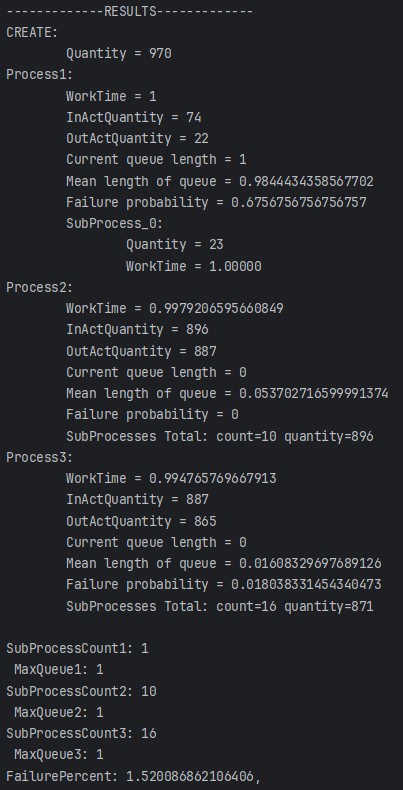 -------------RESULTS-------------
CREATE:
Quantity = 970
Process1:
WorkTime = 1
InActQuantity = 74
OutActQuantity = 22
Current queue length = 1
Mean length of queue = 0.9844434358567702
Failure probability = 0.6756756756756757
SubProcess_0:
Quantity = 23
WorkTime = 1.00000
Process2:
WorkTime = 0.9979206595660849
InActQuantity = 896
OutActQuantity = 887
Current queue length = 0
Mean length of queue = 0.053702716599991374
Failure probability = 0
SubProcesses Total: count=10 quantity=896
Process3:
WorkTime = 0.994765769667913
InActQuantity = 887
OutActQuantity = 865
Current queue length = 0
Mean length of queue = 0.01608329697689126
Failure probability = 0.018038331454340473
SubProcesses Total: count=16 quantity=871
SubProcessCount1: 1
MaxQueue1: 1
SubProcessCount2: 10
MaxQueue2: 1
SubProcessCount3: 16
MaxQueue3: 1
FailurePercent: 1.520086862106406,